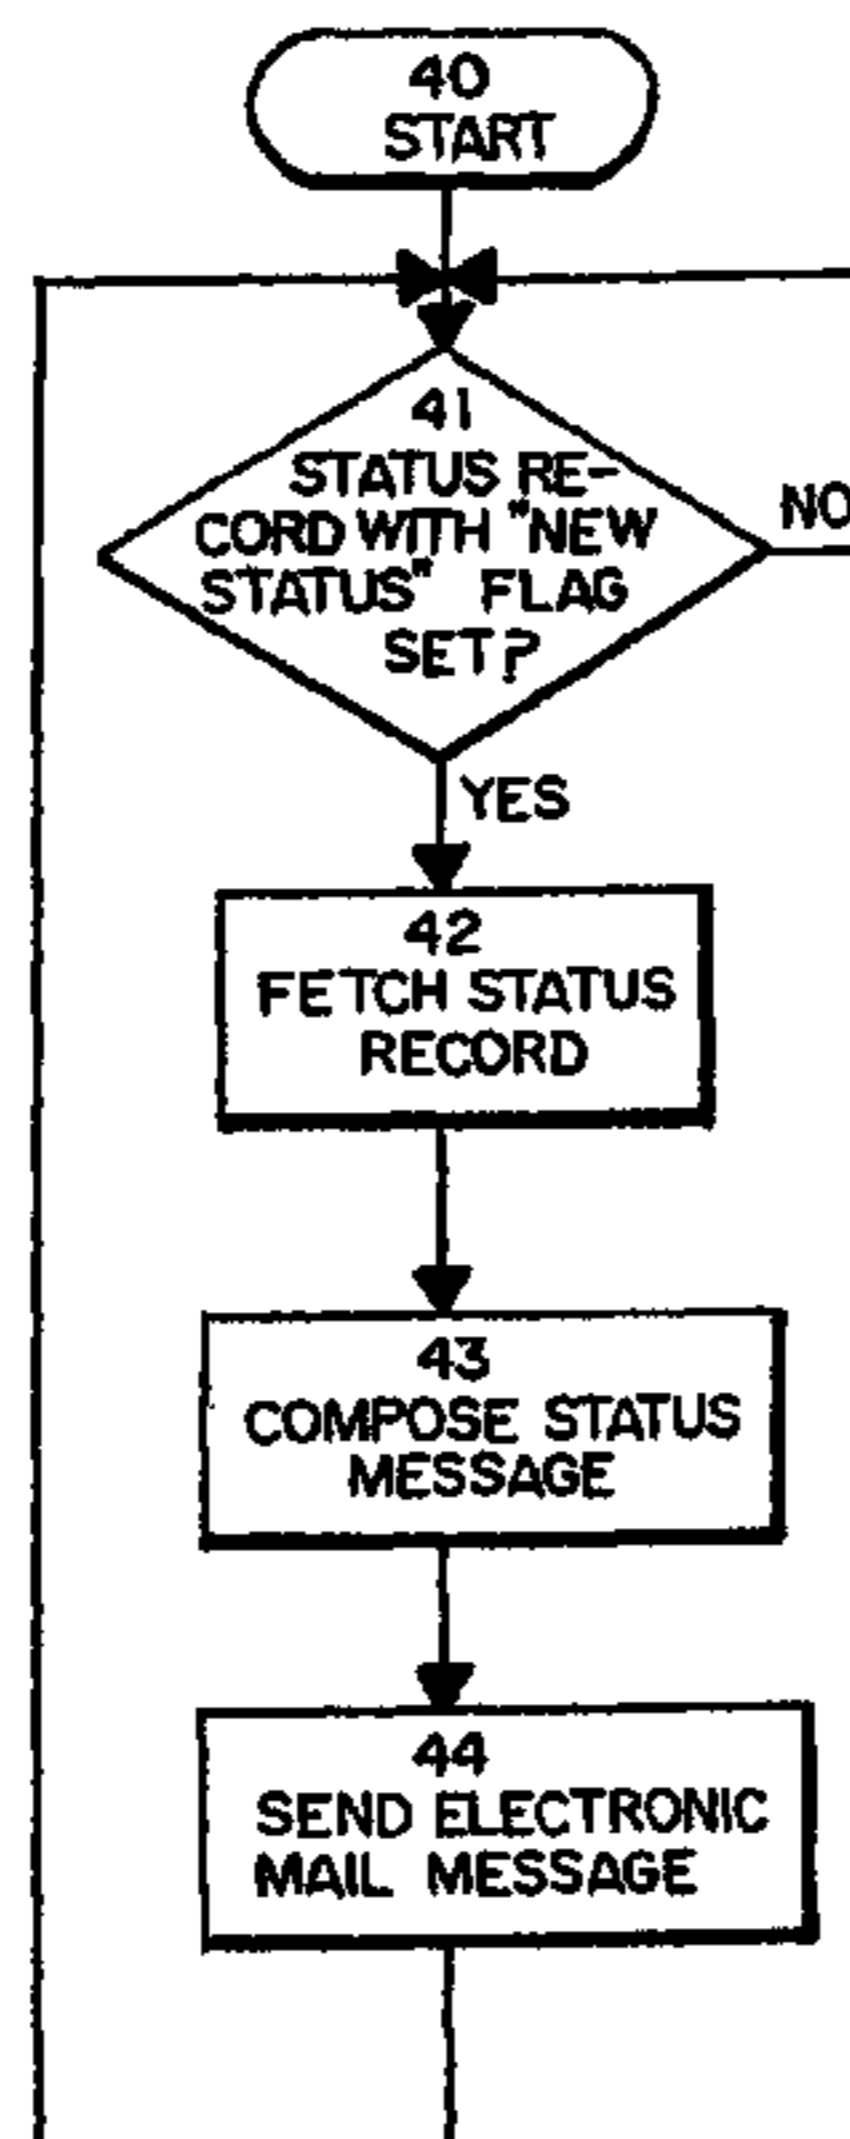 40
START
41
STATUS RE-
CORD WITH "NEW
STATUS" FLAG
SET?
NO
YES
42
FETCH STATUS
RECORD
43
COMPOSE STATUS
MESSAGE
44
SEND ELECTRONIC
MAIL MESSAGE